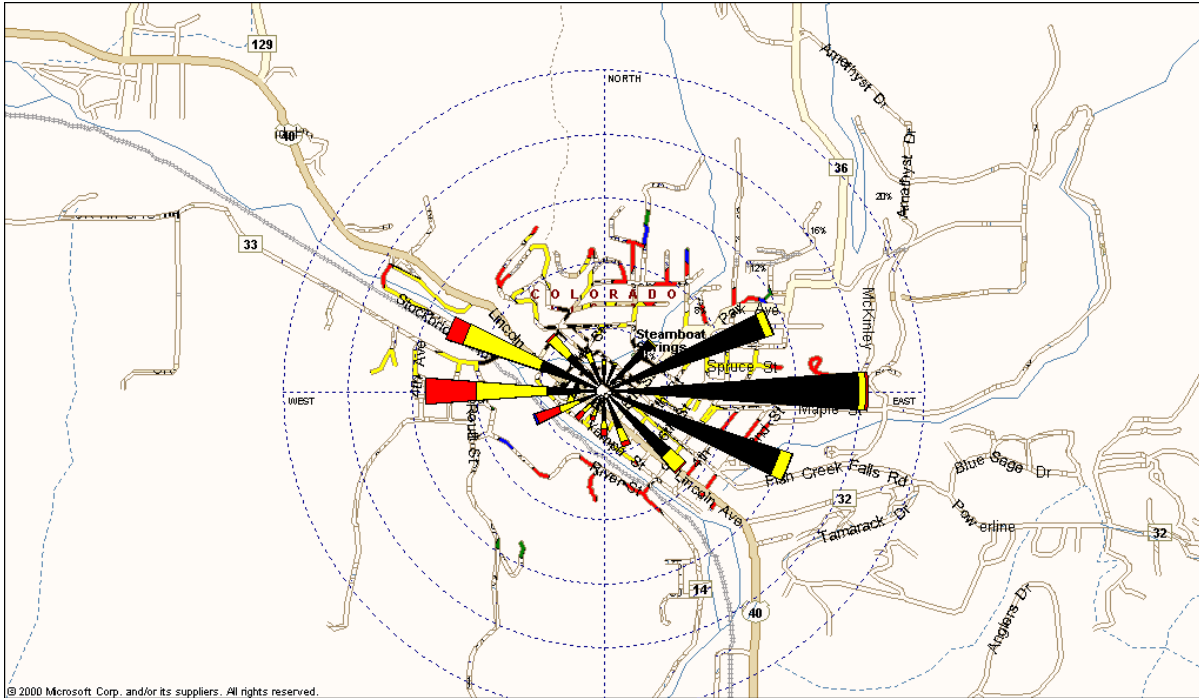 129
NORTH
Amethyst Dr
40
36
Amethyst Dr
20%
33
16%
12%
COLORADO
McKinley
Park Ave
Lincoln
Steamboat
Springs
Spruce St
4th Ave
WEST
EAST
Maple St
River St
Lincoln Ave
Fish Creek Falls Rd
Blue Sage Dr
32
Tamarack Dr
Powerline
32
14
40
Anglers Dr
© 2000 Microsoft Corp. and/or its suppliers. All rights reserved.